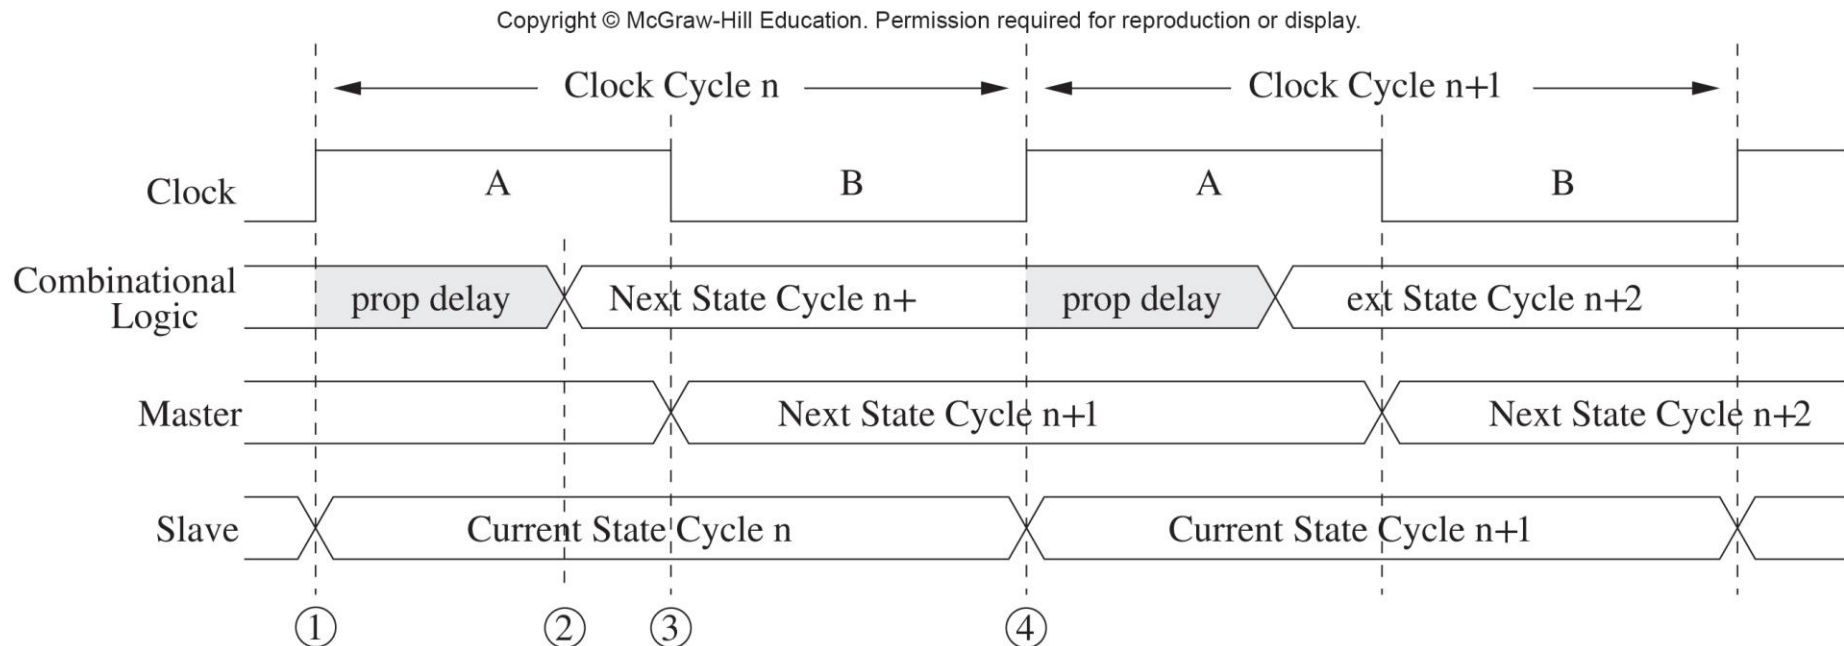 Copyright © McGraw-Hill Education. Permission required for reproduction or display.
Clock Cycle n
Clock Cycle n+1
Clock
A
B
A
B
Combinational
Logic
prop delay
Next State Cycle n+
prop delay
ext State Cycle n+2
Master
Next State Cycle n+1
Next State Cycle n+2
Slave
Current State Cycle n
Current State Cycle n+1
1
2
3
4